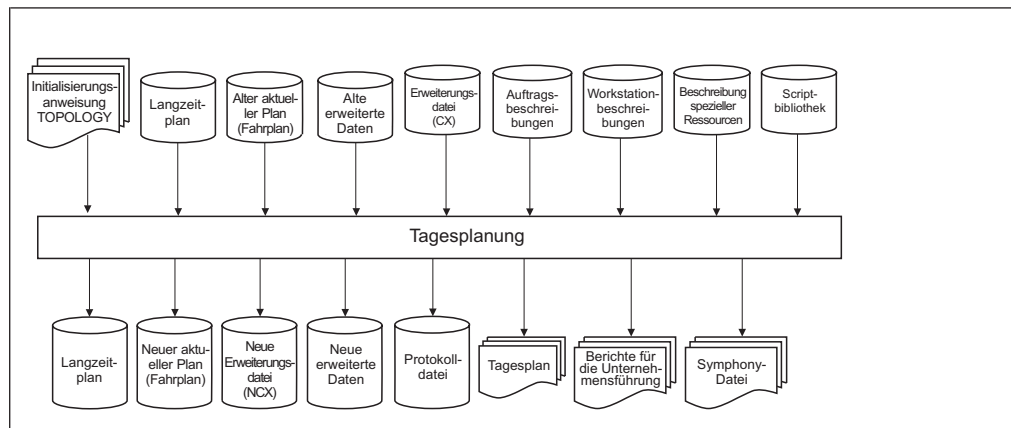 Initialisierungs-
anweisung
TOPOLOGY
Langzeit-
plan
Alter aktuel-
ler Plan
(Fahrplan)
Alte
erweiterte
Daten
Erweiterungs-
datei
(CX)
Auftrags-
beschrei-
bungen
Workstation-
beschrei-
bungen
Beschreibung
spezieller
Ressourcen
Script-
bibliothek
Tagesplanung
Langzeit-
plan
Neuer aktu-
eller Plan
(Fahrplan)
Neue
Erweiterungs-
datei
(NCX)
Neue
erweiterte
Daten
Protokoll-
datei
Tagesplan
Berichte für
die Unterneh-
mensführung
Symphony-
Datei